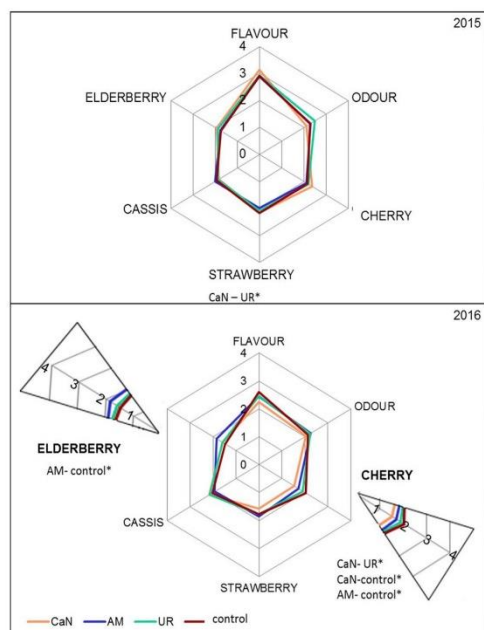 2015
FLAVOUR
4
3
ELDERBERRY
ODOUR
2
1
0
CASSIS
CHERRY
STRAWBERRY
CaN – UR*
2016
FLAVOUR
4
3
ODOUR
2
1
0
CASSIS
STRAWBERRY
4
3
2
1
ELDERBERRY
AM- control*
CHERRY
1
2
3
4
CaN- UR*
CaN-control*
AM- control*
CaN AM UR control